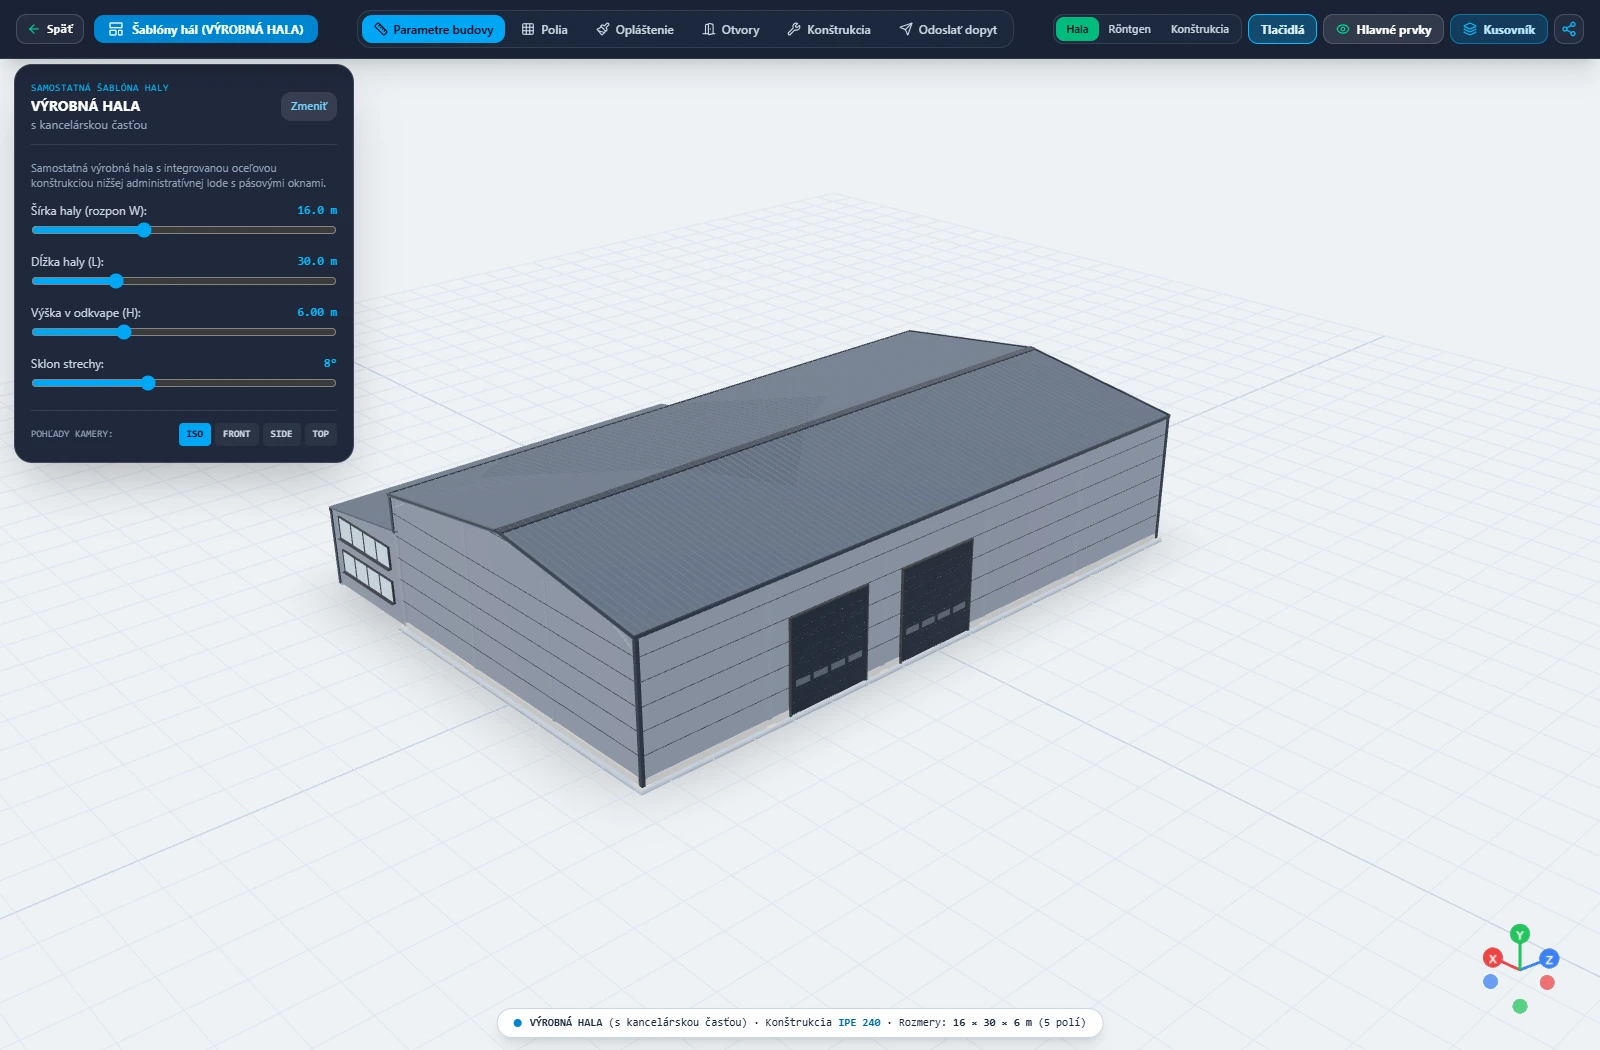 Späť
Šablóny hál (VÝROBNÁ HALA)
Parametre budovy
Polia
Opláštenie
Otvory
Konštrukcia
Odoslať dopyt
Hala
Röntgen
Konštrukcia
Tlačidlá
Hlavné prvky
Kusovník
SAMOSTATNÁ ŠABLÓNA HALY
VÝROBNÁ HALA
s kancelárskou časťou
Zmeniť
Samostatná výrobná hala s integrovanou oceľovou
konštrukciou nižšej administratívnej lode s pásovými oknami.
Šírka haly (rozpon W): 16.0 m
Dĺžka haly (L): 30.0 m
Výška v odkvape (H): 6.00 m
Sklon strechy: 8°
POHĽADY KAMERY: ISO FRONT SIDE TOP
Y
X
Z
VÝROBNÁ HALA (s kancelárskou časťou) · Konštrukcia IPE 240 · Rozmery: 16 × 30 × 6 m (5 polí)